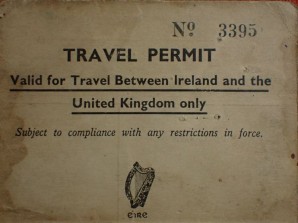 Nº 3395
TRAVEL PERMIT
Valid for Travel Between Ireland and the
United Kingdom only
Subject to compliance with any restrictions in force.
EIRE